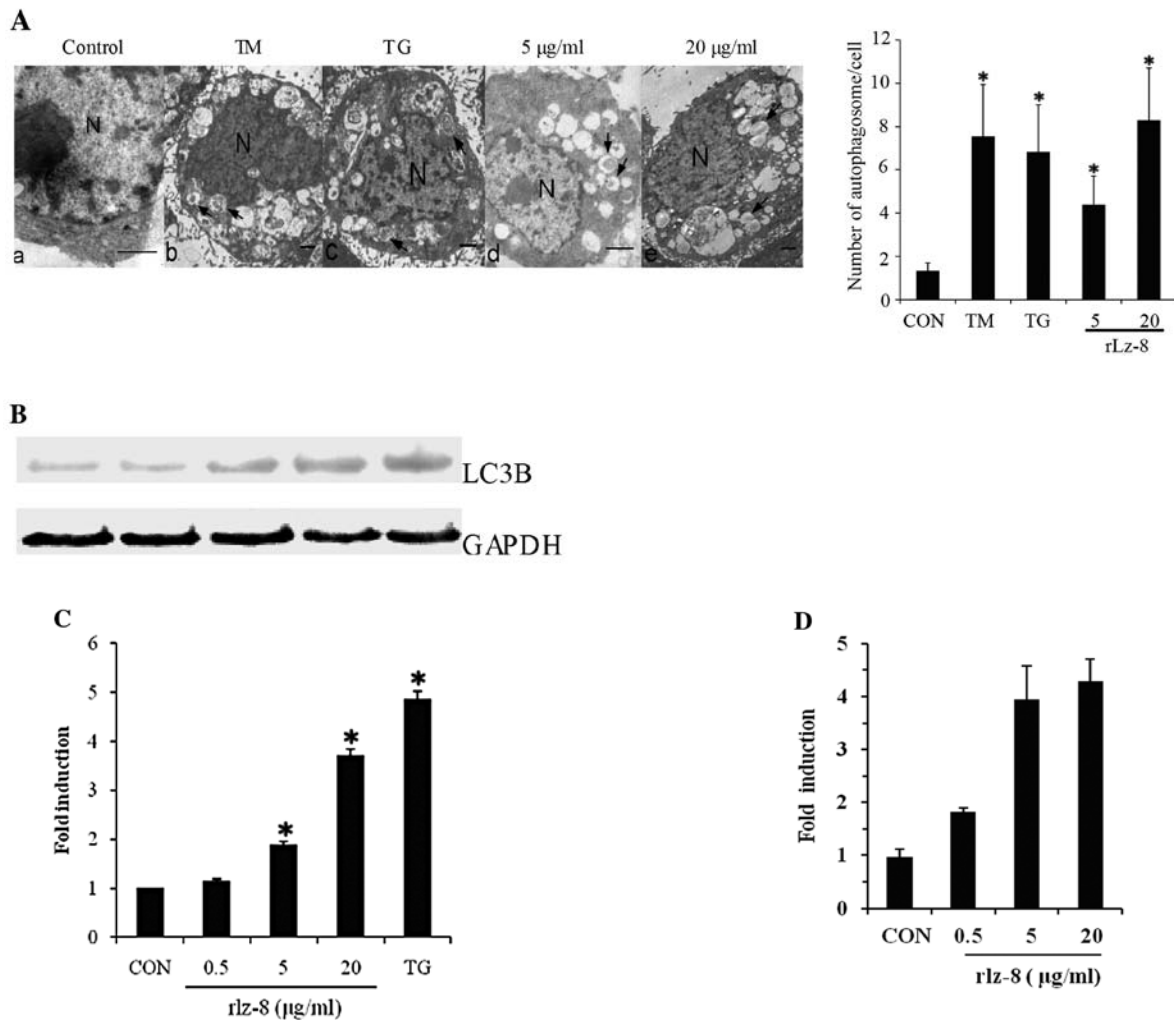 A
Control TM TG 5 µg/ml 20 µg/ml
N N N N N
a b c d e
Number of autophagosome/cell
12
10
8
6
4
2
0
* * * *
CON TM TG 5 20
rLz-8
B
LC3B
GAPDH
C
Fold induction
6
5
4
3
2
1
0
* * *
CON 0.5 5 20 TG
rlz-8 (µg/ml)
D
Fold induction
5
4
3
2
1
0
CON 0.5 5 20
rlz-8 ( µg/ml)